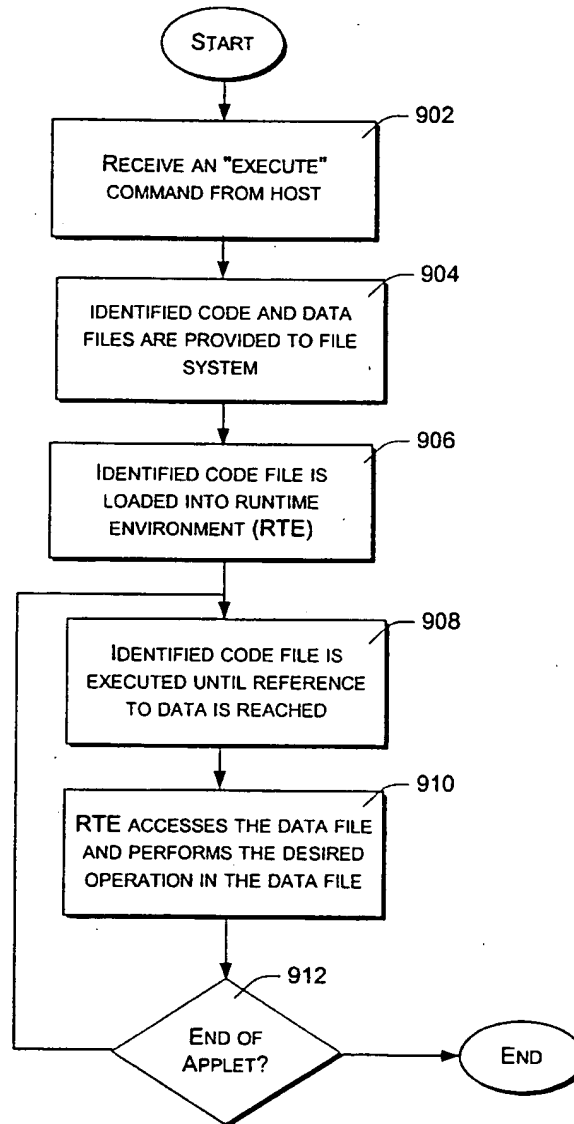 START
902
RECEIVE AN "EXECUTE"
COMMAND FROM HOST
904
IDENTIFIED CODE AND DATA
FILES ARE PROVIDED TO FILE
SYSTEM
906
IDENTIFIED CODE FILE IS
LOADED INTO RUNTIME
ENVIRONMENT (RTE)
908
IDENTIFIED CODE FILE IS
EXECUTED UNTIL REFERENCE
TO DATA IS REACHED
910
RTE ACCESSES THE DATA FILE
AND PERFORMS THE DESIRED
OPERATION IN THE DATA FILE
912
END OF
APPLET?
END